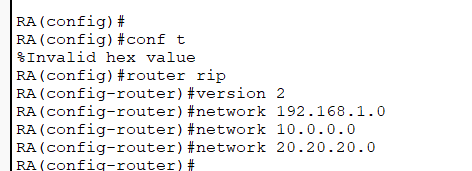 RA(config)#
RA(config)#conf t
%Invalid hex value
RA(config)#router rip
RA(config-router)#version 2
RA(config-router)#network 192.168.1.0
RA(config-router)#network 10.0.0.0
RA(config-router)#network 20.20.20.0
RA(config-router)#